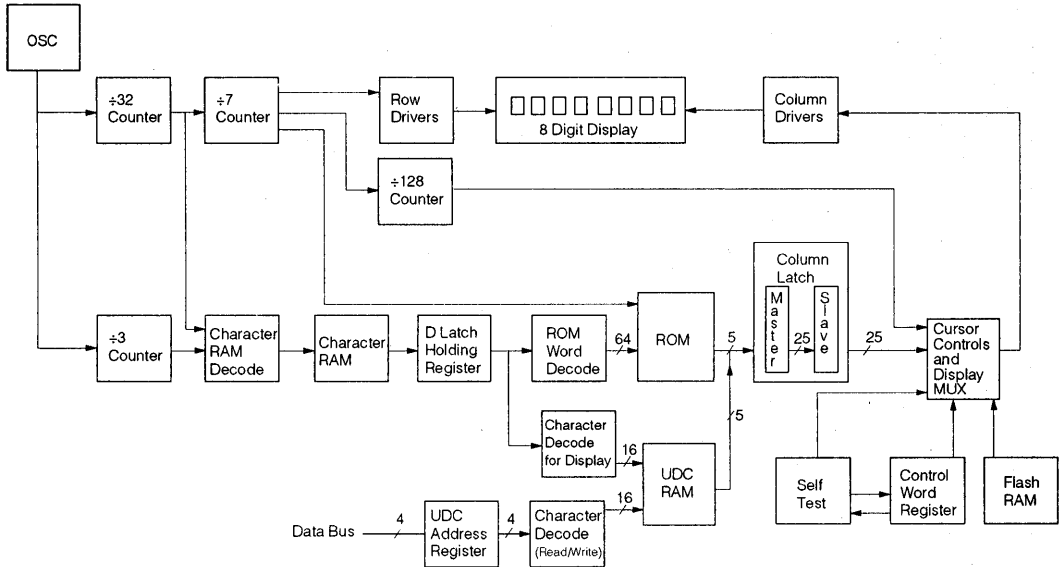 OSC
÷32
Counter
÷7
Counter
Row
Drivers
8 Digit Display
Column
Drivers
÷128
Counter
÷3
Counter
Character
RAM
Decode
Character
RAM
D Latch
Holding
Register
ROM
Word
Decode
64
ROM
5
Column
Latch
Master
25
Slave
25
Cursor
Controls
and
Display
MUX
5
Character
Decode
for Display
16
UDC
RAM
Self
Test
Control
Word
Register
Flash
RAM
Data Bus
4
UDC
Address
Register
4
Character
Decode
(Read/Write)
16